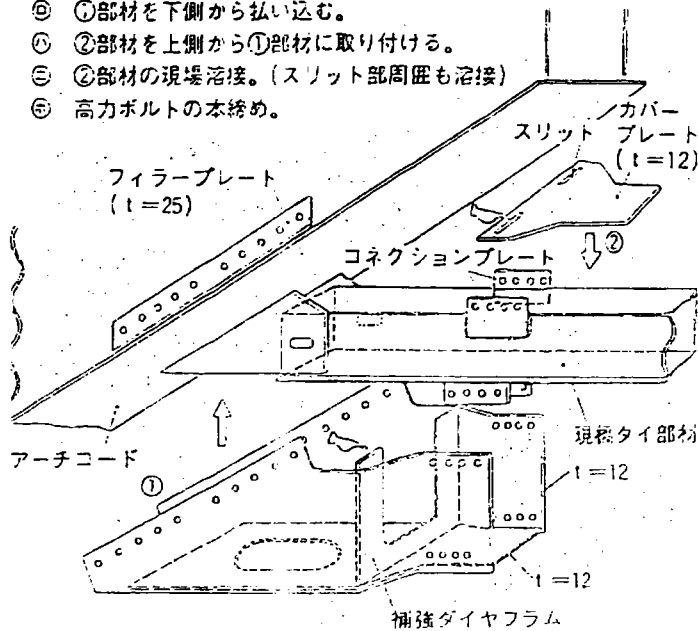 ㋺ ①部材を下側から払い込む。
㋩ ②部材を上側から①部材に取り付ける。
㋥ ②部材の現場溶接。(スリット部周囲も溶接)
㋭ 高力ボルトの本締め。
スリット
カバー
プレート
(t=12)
フィラープレート
(t=25)
②
コネクションプレート
現橋タイ部材
アーチコード
①
t=12
t=12
補強ダイヤフラム